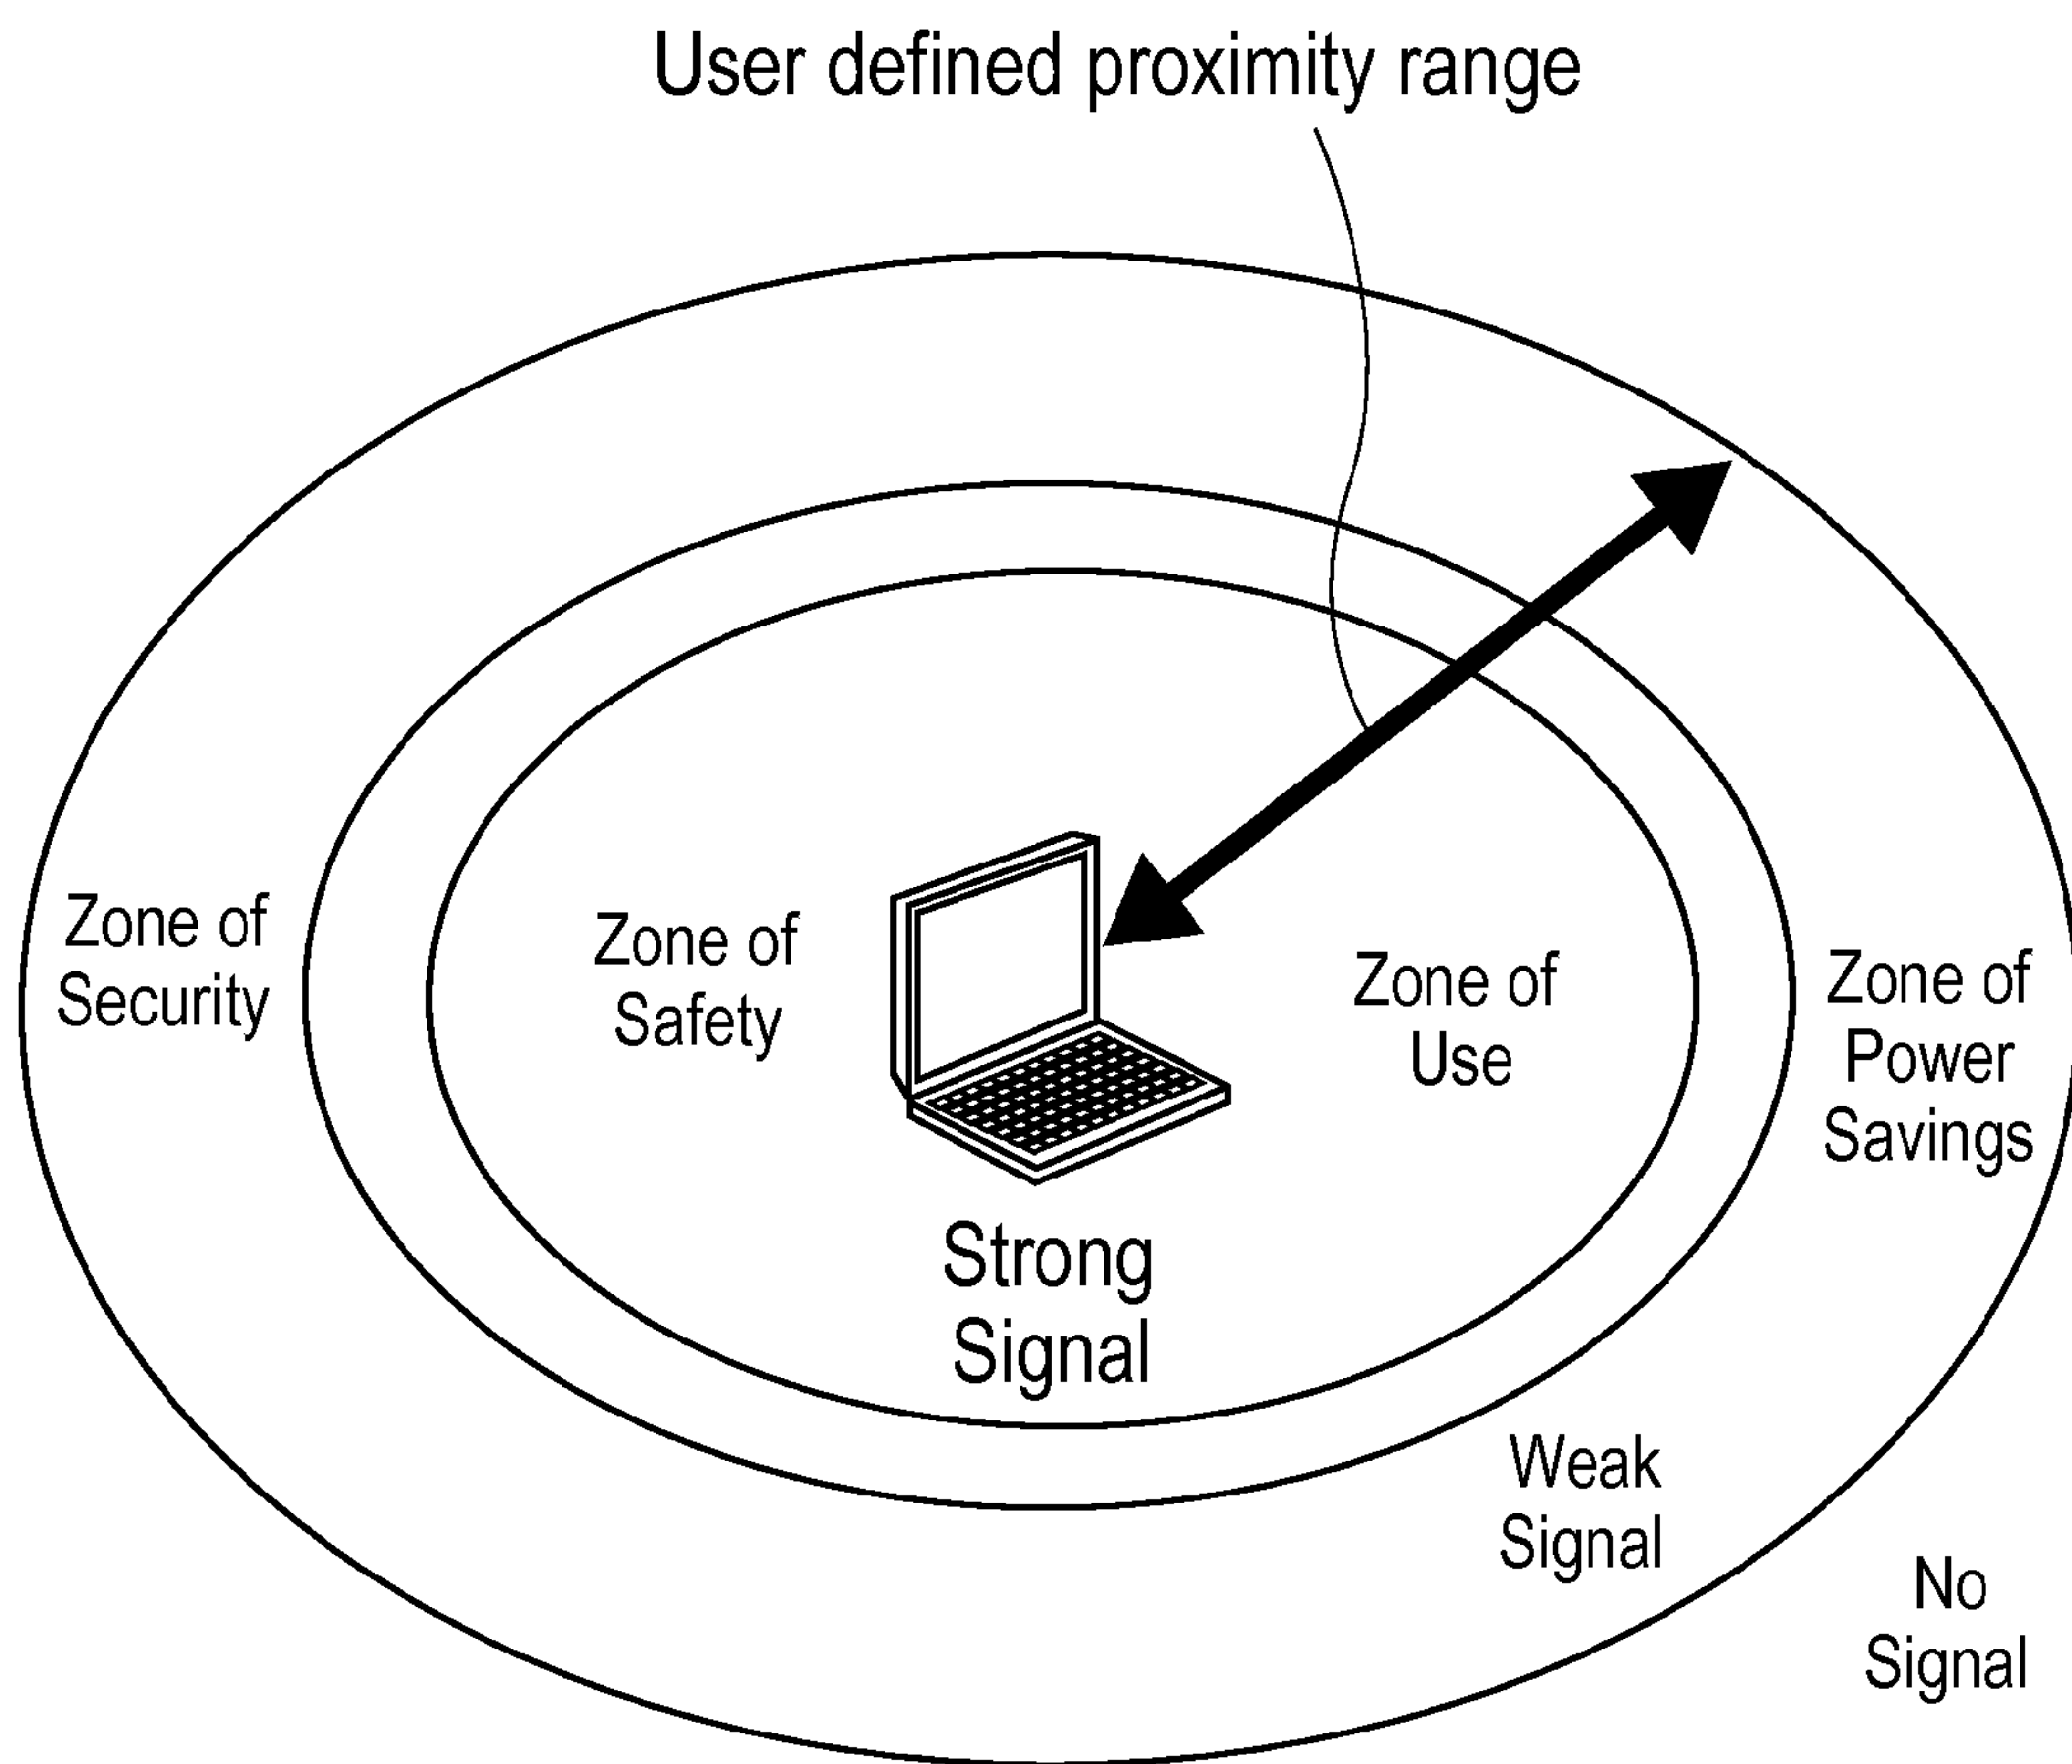 User defined proximity range
Zone of
Security
Zone of
Safety
Zone of
Use
Zone of
Power
Savings
Strong
Signal
Weak
Signal
No
Signal